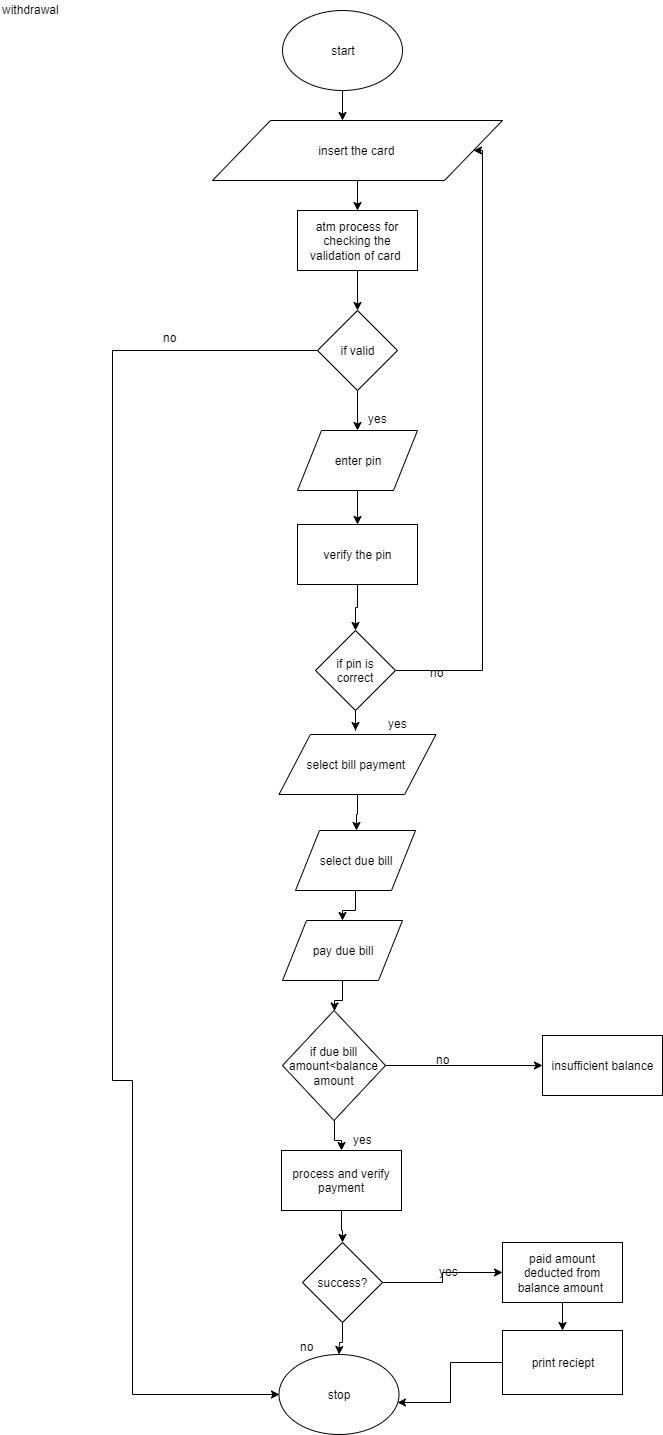 withdrawal
start
insert the card
atm process for
checking the
validation of card
no
if valid
yes
enter pin
verify the pin
if pin is
correct
no
yes
select bill payment
select due bill
pay due bill
if due bill
amount<balance
amount
no
insufficient balance
yes
process and verify
payment
success?
yes
paid amount
deducted from
balance amount
no
print reciept
stop